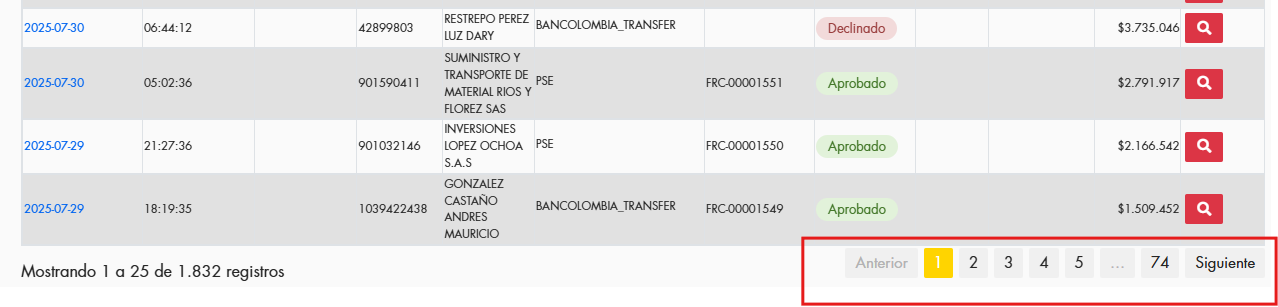 2025-07-30 06:44:12 42899803 RESTREPO PEREZ LUZ DARY BANCOLOMBIA_TRANSFER Declinado $3.735.046
2025-07-30 05:02:36 901590411 SUMINISTRO Y TRANSPORTE DE MATERIAL RIOS Y FLOREZ SAS PSE FRC-00001551 Aprobado $2.791.917
2025-07-29 21:27:36 901032146 INVERSIONES LOPEZ OCHOA S.A.S PSE FRC-00001550 Aprobado $2.166.542
2025-07-29 18:19:35 1039422438 GONZALEZ CASTAÑO ANDRES MAURICIO BANCOLOMBIA_TRANSFER FRC-00001549 Aprobado $1.509.452
Mostrando 1 a 25 de 1.832 registros
Anterior 1 2 3 4 5 ... 74 Siguiente